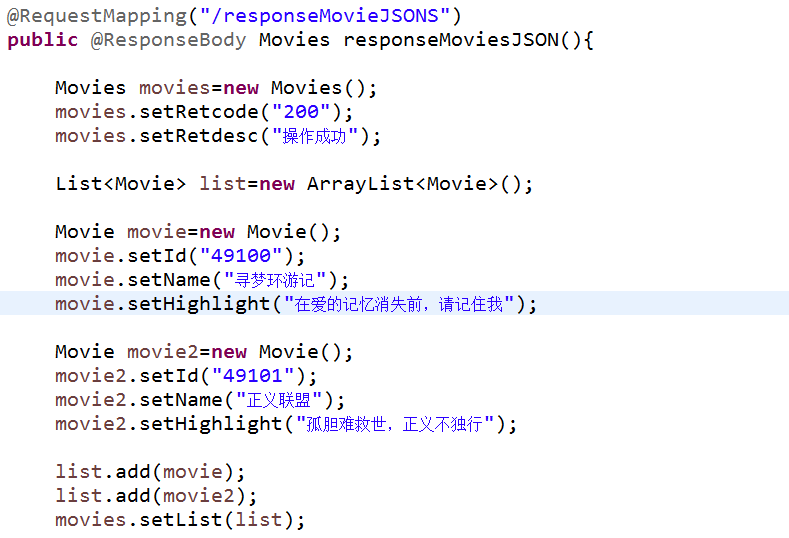 @RequestMapping("/responseMovieJSONS")
public @ResponseBody Movies responseMoviesJSON(){
Movies movies=new Movies();
movies.setRetcode("200");
movies.setRetdesc("操作成功");
List<Movie> list=new ArrayList<Movie>();
Movie movie=new Movie();
movie.setId("49100");
movie.setName("寻梦环游记");
movie.setHighlight("在爱的记忆消失前，请记住我");
Movie movie2=new Movie();
movie2.setId("49101");
movie2.setName("正义联盟");
movie2.setHighlight("孤胆难救世，正义不独行");
list.add(movie);
list.add(movie2);
movies.setList(list);